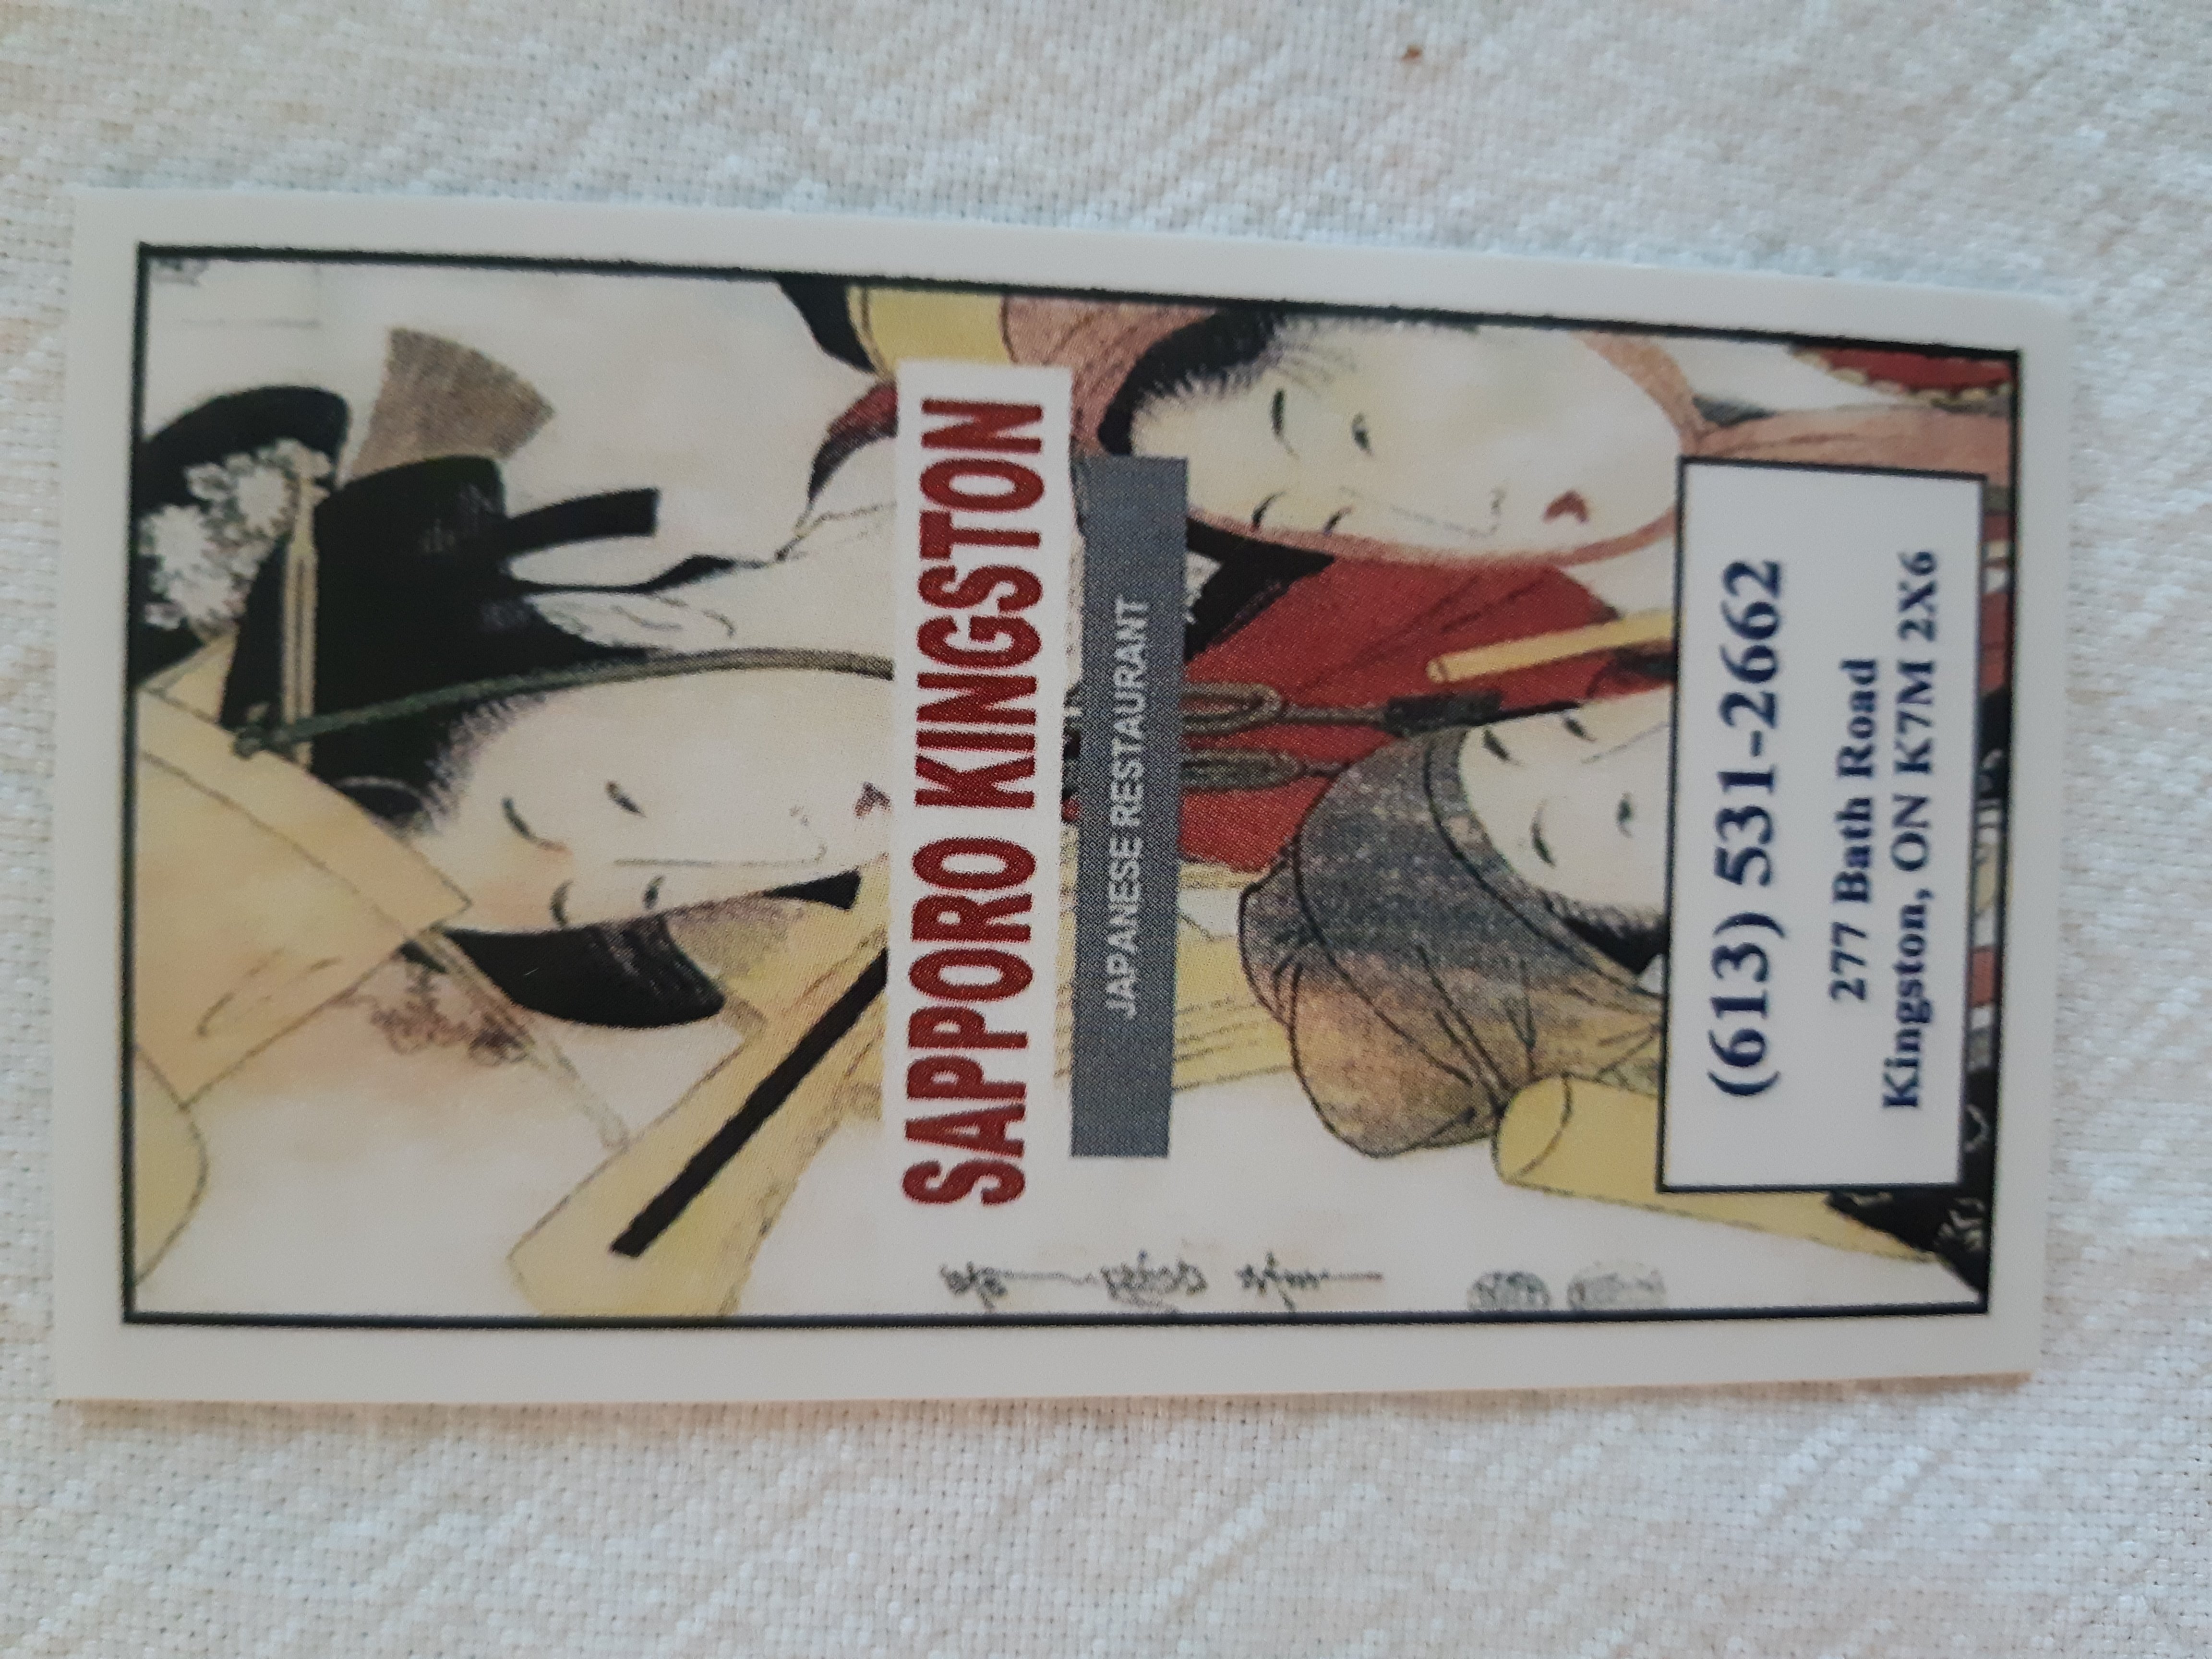 SAPPORO KINGSTON
JAPANESE RESTAURANT
(613) 531-2662
277 Bath Road
Kingston, ON K7M 2X6